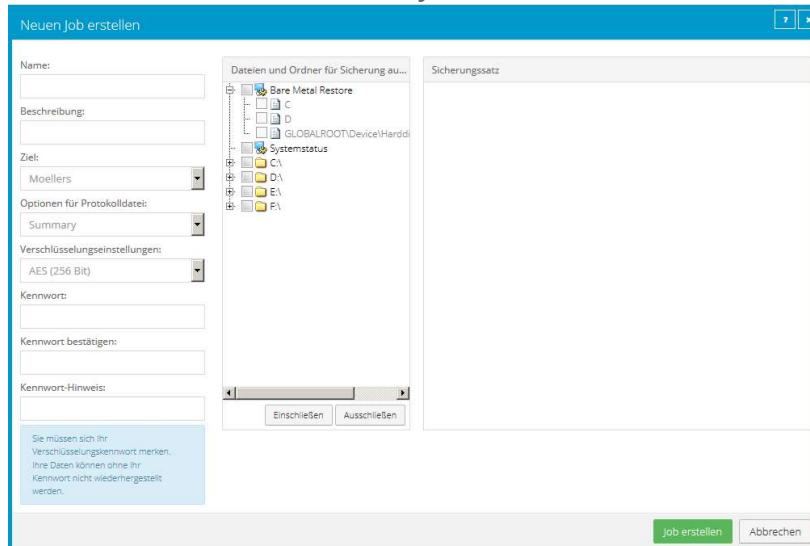 Neuen Job erstellen
?
Name:
Beschreibung:
Ziel:
Moellers
Optionen für Protokolldatei:
Summary
Verschlüsselungseinstellungen:
AES (256 Bit)
Kennwort:
Kennwort bestätigen:
Kennwort-Hinweis:
Sie müssen sich Ihr
Verschlüsselungskennwort merken.
Ihre Daten können ohne Ihr
Kennwort nicht wiederhergestellt
werden.
Dateien und Ordner für Sicherung au...
Bare Metal Restore
C
D
GLOBALROOT\Device\Harddi
Systemstatus
C:\
D:\
E:\
F:\
Einschließen
Ausschließen
Sicherungssatz
Job erstellen
Abbrechen